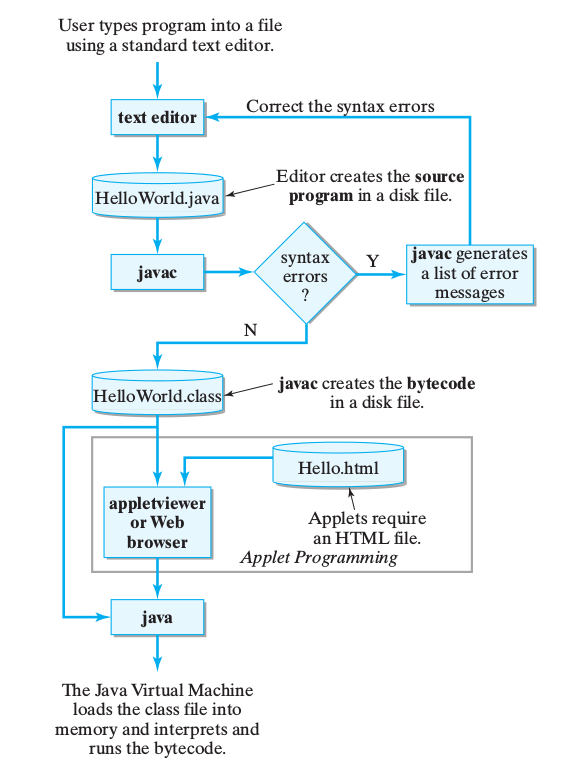 User types program into a file
using a standard text editor.
Correct the syntax errors
text editor
Editor creates the source
program in a disk file.
HelloWorld.java
javac
syntax
errors
?
Y
javac generates
a list of error
messages
N
HelloWorld.class
javac creates the bytecode
in a disk file.
Hello.html
appletviewer
or Web
browser
Applets require
an HTML file.
Applet Programming
java
The Java Virtual Machine
loads the class file into
memory and interprets and
runs the bytecode.